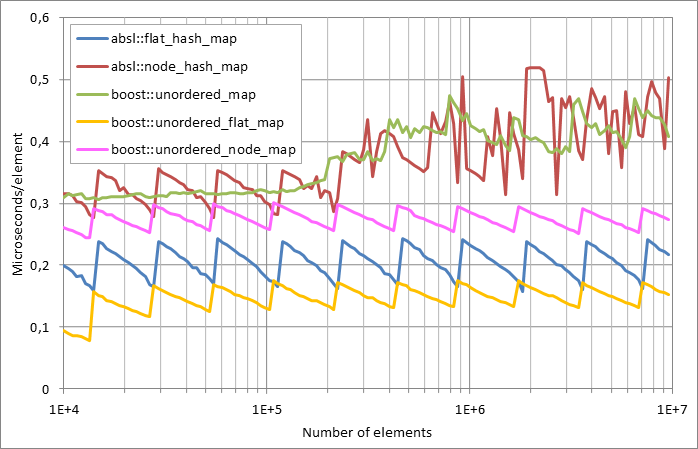 0,6
0,5
0,4
0,3
0,2
0,1
0
Microseconds/element
absl::flat_hash_map
absl::node_hash_map
boost::unordered_map
boost::unordered_flat_map
boost::unordered_node_map
1E+4 1E+5 1E+6 1E+7
Number of elements